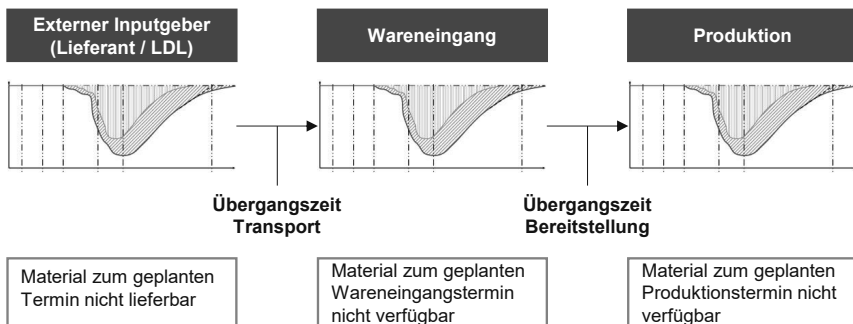 Externer Inputgeber
(Lieferant / LDL)
Wareneingang
Produktion
Übergangszeit
Transport
Übergangszeit
Bereitstellung
Material zum geplanten
Termin nicht lieferbar
Material zum geplanten
Wareneingangstermin
nicht verfügbar
Material zum geplanten
Produktionstermin nicht
verfügbar